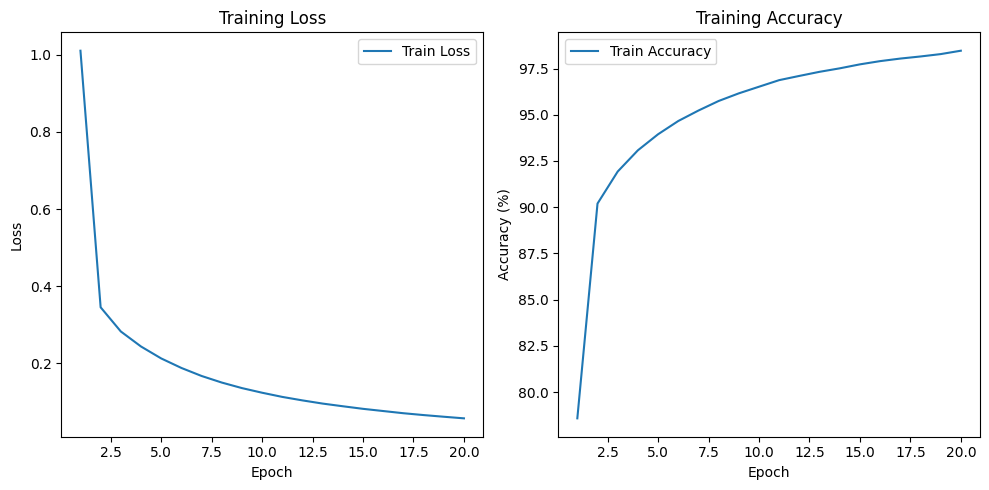 Training Loss
Train Loss
1.0
0.8
0.6
0.4
0.2
Loss
2.5 5.0 7.5 10.0 12.5 15.0 17.5 20.0
Epoch
Training Accuracy
Train Accuracy
97.5
95.0
92.5
90.0
87.5
85.0
82.5
80.0
Accuracy (%)
2.5 5.0 7.5 10.0 12.5 15.0 17.5 20.0
Epoch